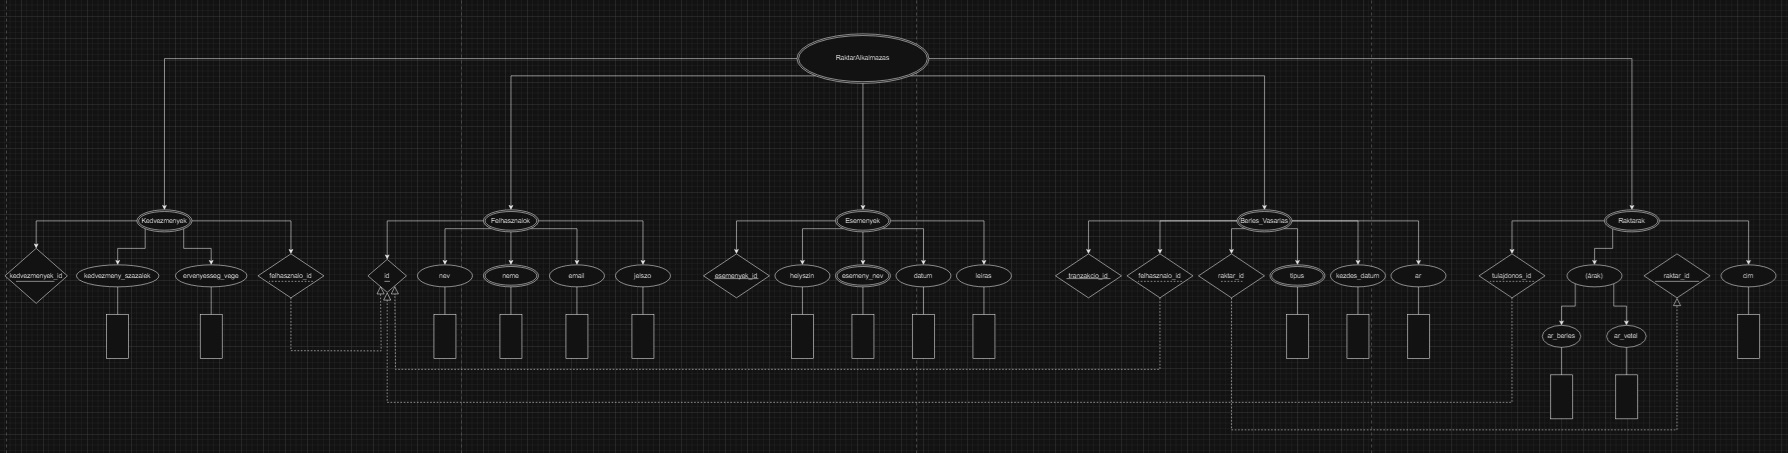 RaktarAlkalmazas
Kedvezmenyek
Felhasznalok
Esemenyek
Berles_Vasarlas
Raktarak
kedvezmenyek_id
kedvezmeny_szazalek
ervenyesseg_vege
felhasznalo_id
id
nev
neme
email
jelszo
esemenyek_id
helyszin
esemeny_nev
datum
leiras
tranzakcio_id
felhasznalo_id
raktar_id
tipus
kezdes_datum
ar
tulajdonos_id
(árak)
raktar_id
cim
ar_berles
ar_vetel